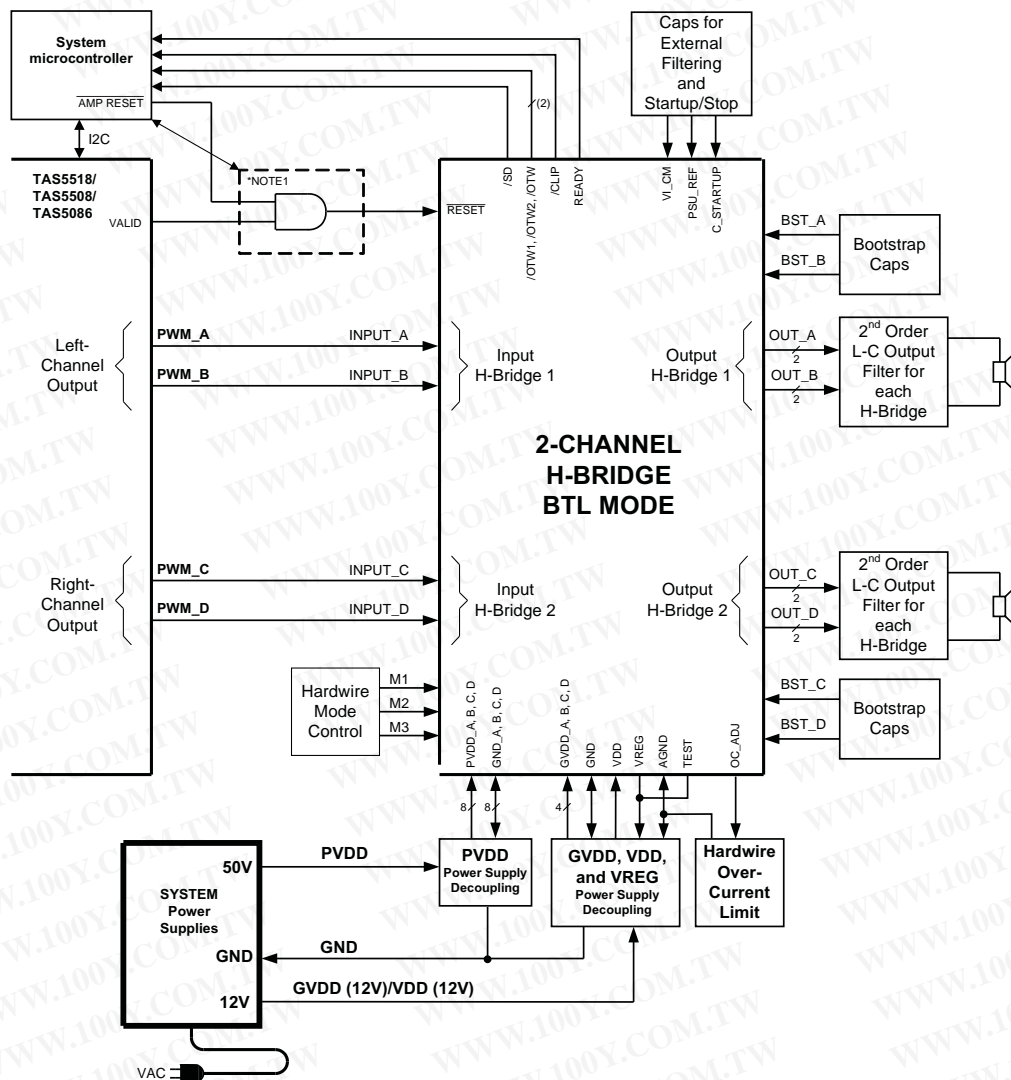 System
microcontroller
AMP RESET
I2C
TAS5518/
TAS5508/
TAS5086
VALID
*NOTE1
RESET
/SD
/OTW1, /OTW2, /OTW
(2)
/CLIP
READY
Caps for
External
Filtering
and
Startup/Stop
VI_CM
PSU_REF
C_STARTUP
BST_A
BST_B
Bootstrap
Caps
Left-
Channel
Output
PWM_A
PWM_B
INPUT_A
INPUT_B
Input
H-Bridge 1
Output
H-Bridge 1
OUT_A
2
OUT_B
2
2nd Order
L-C Output
Filter for
each
H-Bridge
2-CHANNEL
H-BRIDGE
BTL MODE
Right-
Channel
Output
PWM_C
PWM_D
INPUT_C
INPUT_D
Input
H-Bridge 2
Output
H-Bridge 2
OUT_C
2
OUT_D
2
2nd Order
L-C Output
Filter for
each
H-Bridge
Hardwire
Mode
Control
M1
M2
M3
BST_C
BST_D
Bootstrap
Caps
PVDD_A, B, C, D
GND_A, B, C, D
GVDD_A, B, C, D
GND
VDD
VREG
AGND
TEST
OC_ADJ
8
8
4
PVDD
Power Supply
Decoupling
GVDD, VDD,
and VREG
Power Supply
Decoupling
Hardwire
Over-
Current
Limit
SYSTEM
Power
Supplies
50V
GND
12V
PVDD
GND
GVDD (12V)/VDD (12V)
VAC
WWW.100Y.COM.TW